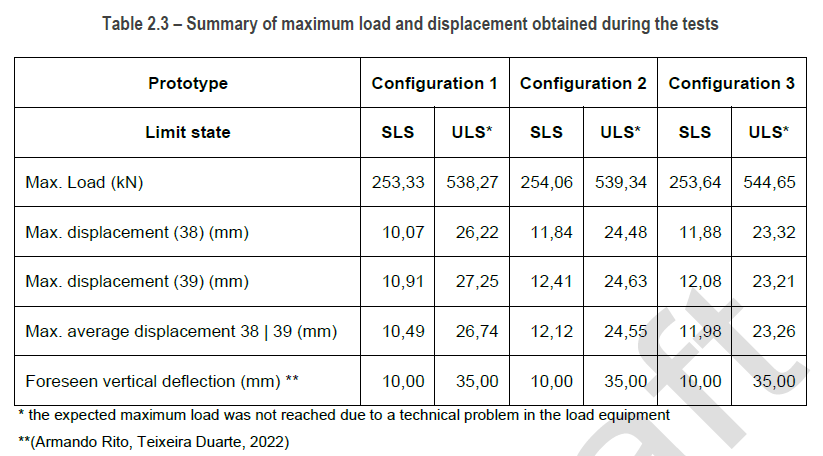 Table 2.3 – Summary of maximum load and displacement obtained during the tests
Prototype Configuration 1 Configuration 2 Configuration 3
Limit state SLS ULS* SLS ULS* SLS ULS*
Max. Load (kN) 253,33 538,27 254,06 539,34 253,64 544,65
Max. displacement (38) (mm) 10,07 26,22 11,84 24,48 11,88 23,32
Max. displacement (39) (mm) 10,91 27,25 12,41 24,63 12,08 23,21
Max. average displacement 38 | 39 (mm) 10,49 26,74 12,12 24,55 11,98 23,26
Foreseen vertical deflection (mm) ** 10,00 35,00 10,00 35,00 10,00 35,00
* the expected maximum load was not reached due to a technical problem in the load equipment
**(Armando Rito, Teixeira Duarte, 2022)